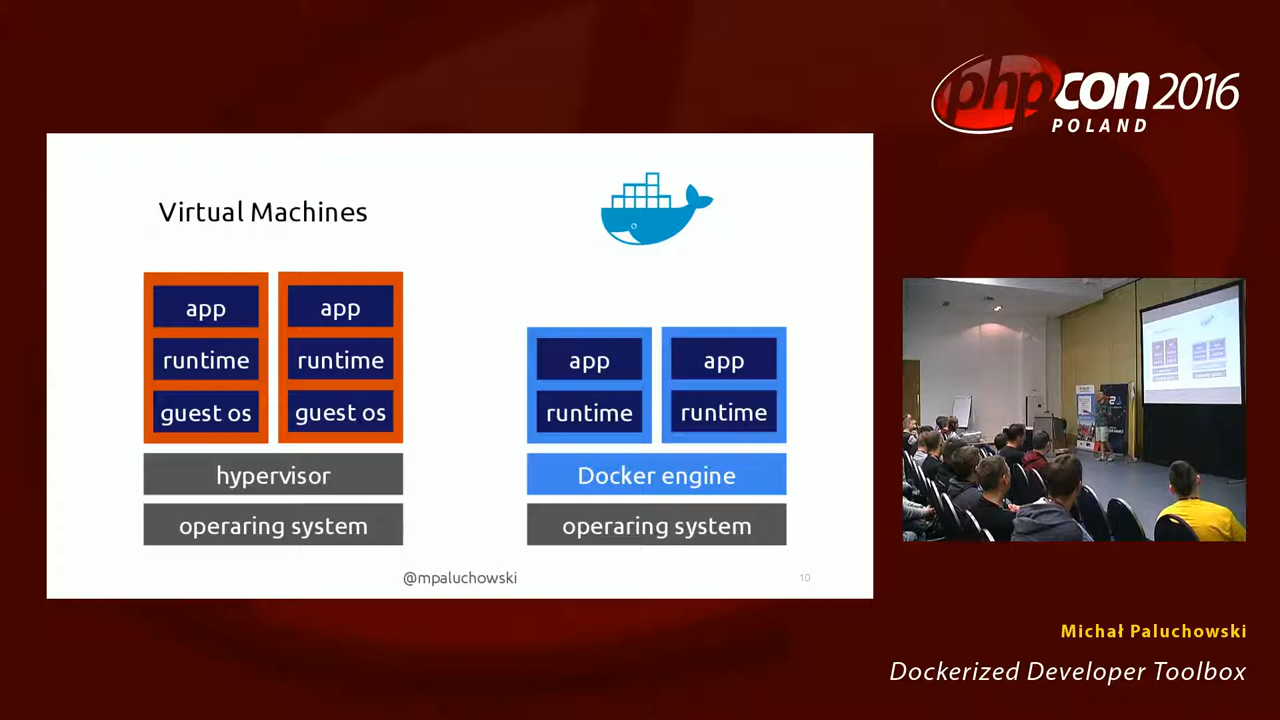 phpcon 2016
POLAND
Virtual Machines
app
app
runtime
runtime
guest os
guest os
hypervisor
operaring system
app
app
runtime
runtime
Docker engine
operaring system
@mpaluchowski
10
Michał Paluchowski
Dockerized Developer Toolbox